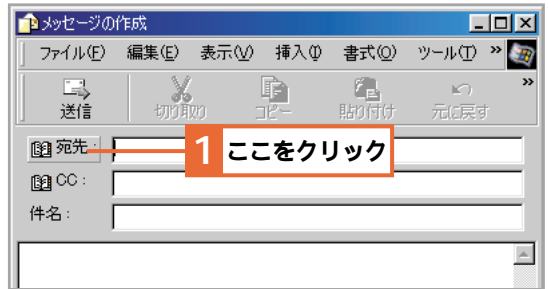 メッセージの作成
ファイル(F) 編集(E) 表示(V) 挿入(I) 書式(O) ツール(T) »
送信 切り取り コピー 貼り付け 元に戻す »
宛先: 1 ここをクリック
CC:
件名: